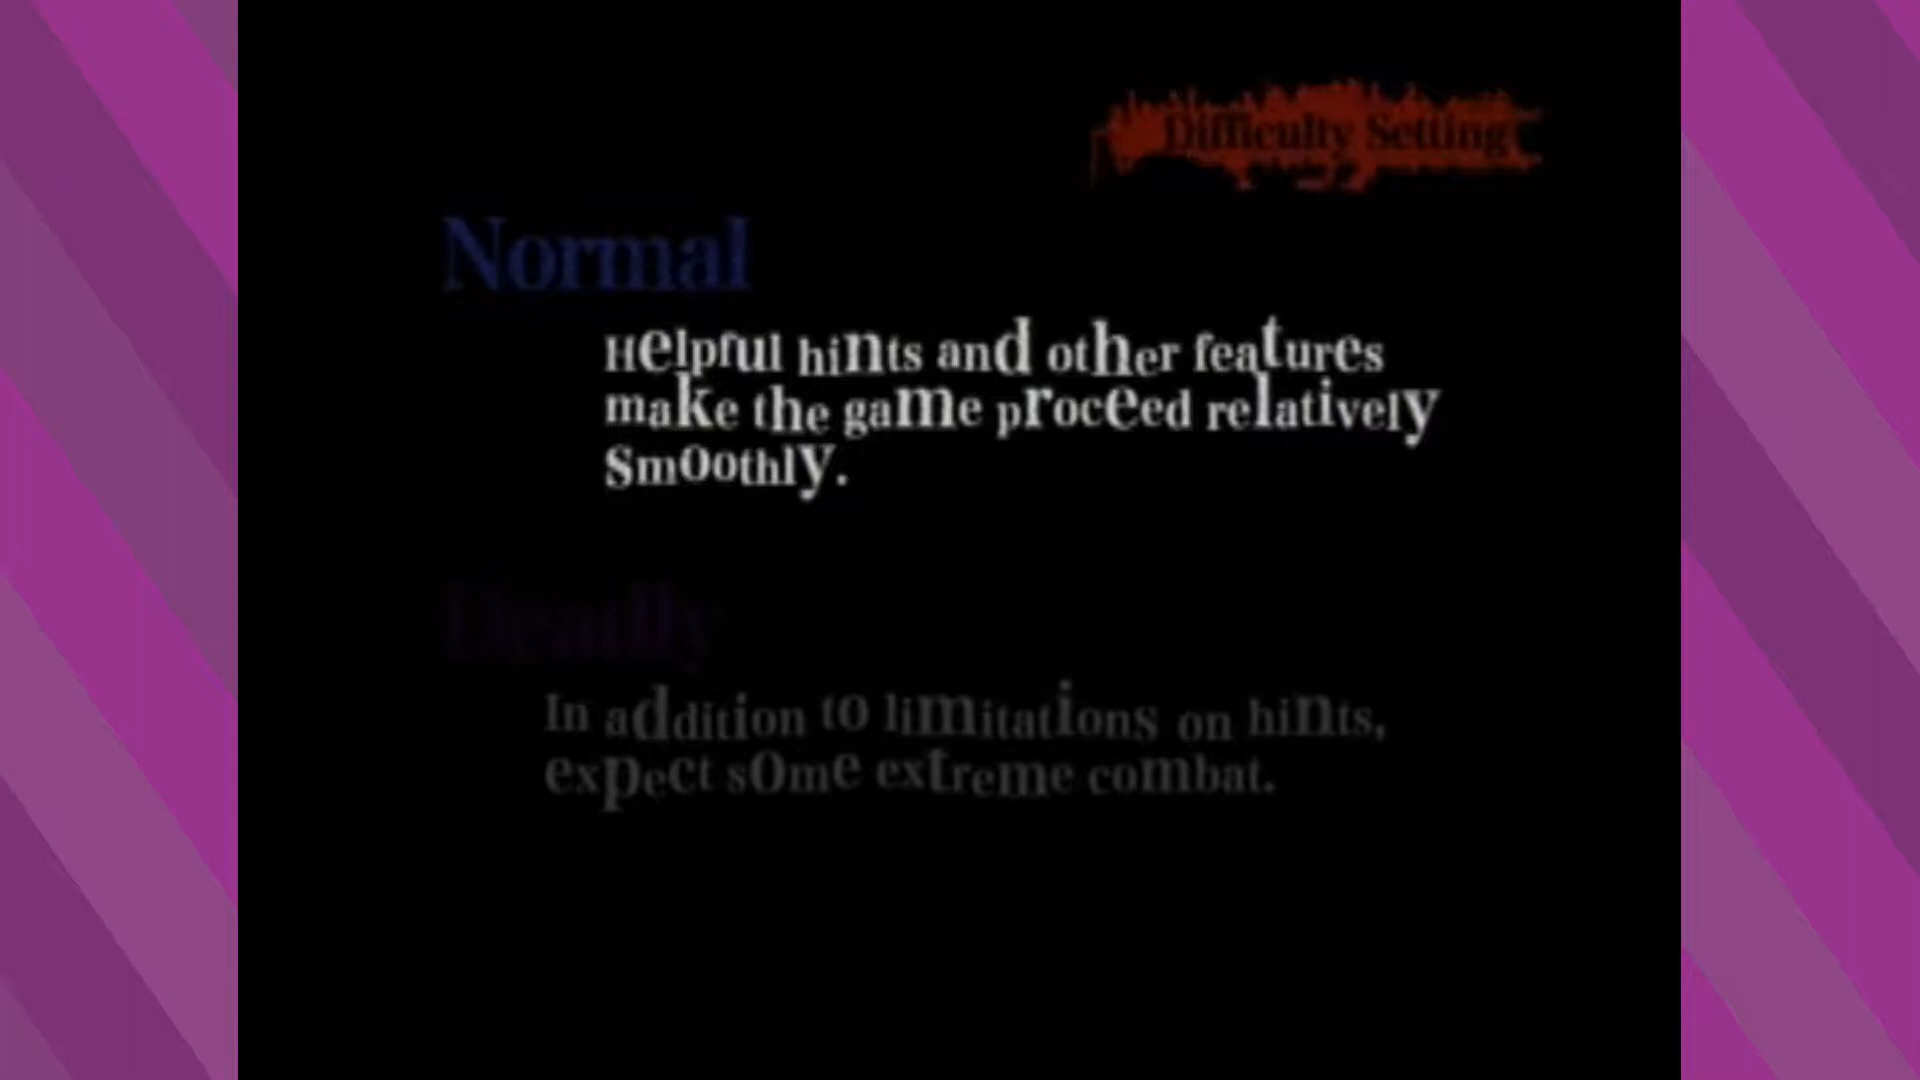 Difficulty Setting
Normal
Helpful hints and other features
make the game proceed relatively
smoothly.
Deadly
In addition to limitations on hints,
expect some extreme combat.